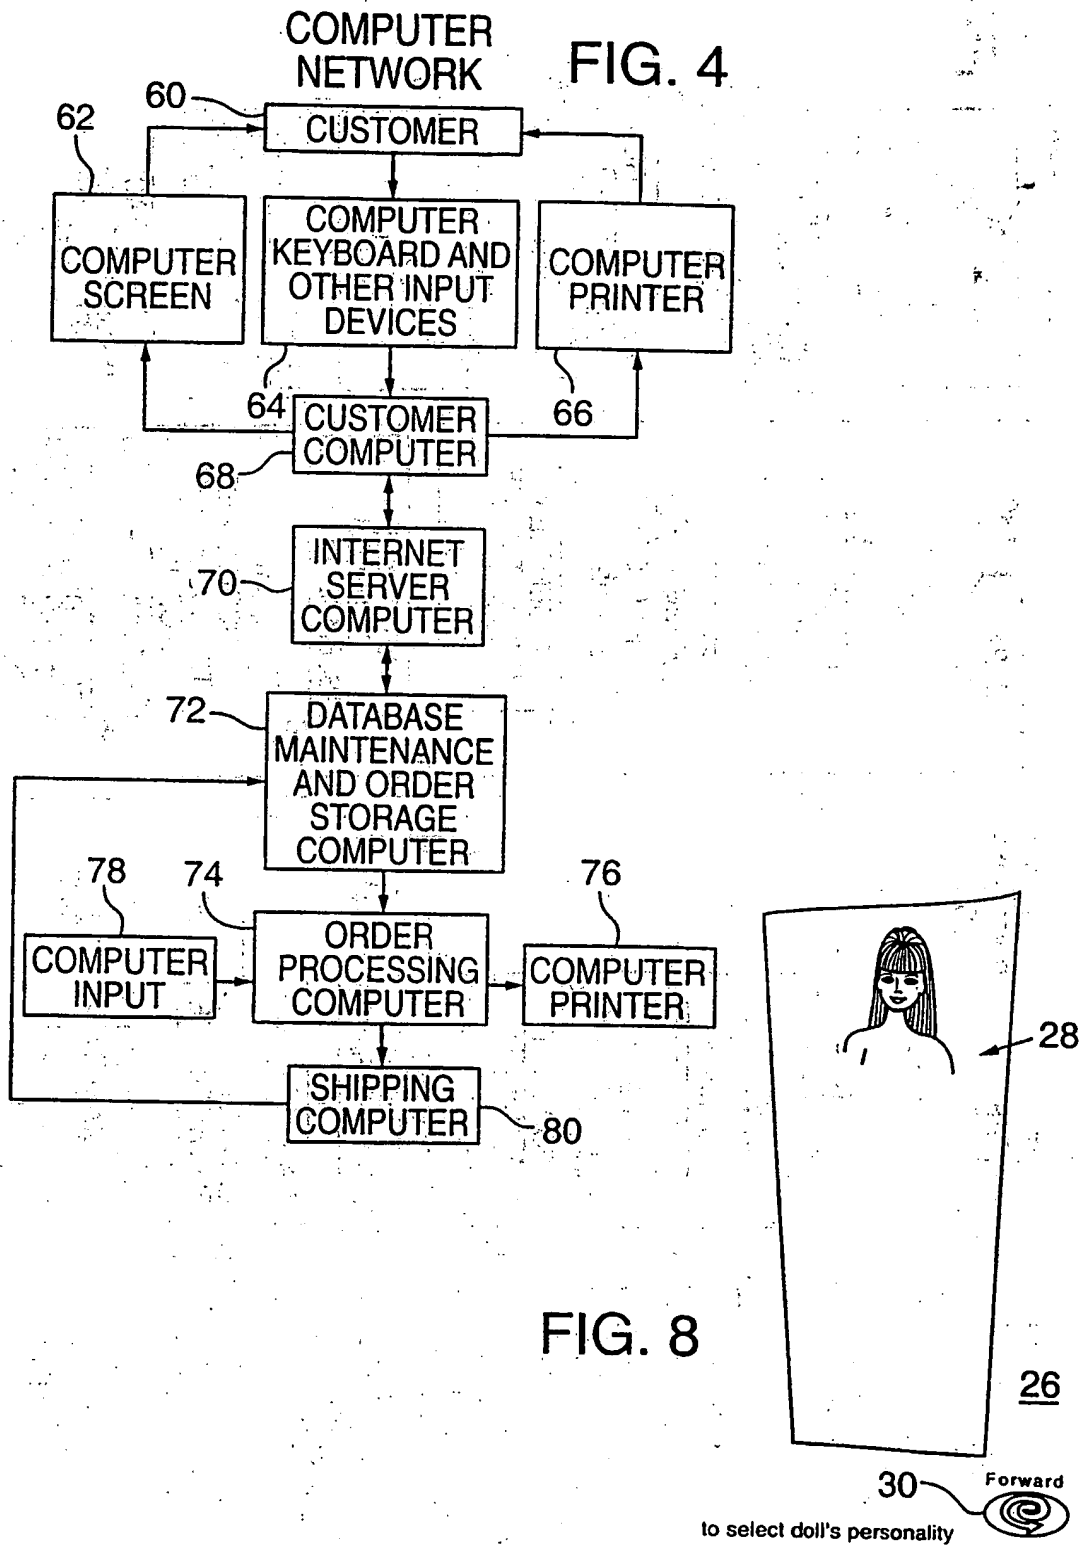 COMPUTER
NETWORK
FIG. 4
60
CUSTOMER
62
COMPUTER
SCREEN
COMPUTER
KEYBOARD AND
OTHER INPUT
DEVICES
COMPUTER
PRINTER
64
66
CUSTOMER
COMPUTER
68
INTERNET
SERVER
COMPUTER
70
72
DATABASE
MAINTENANCE
AND ORDER
STORAGE
COMPUTER
78
74
76
COMPUTER
INPUT
ORDER
PROCESSING
COMPUTER
COMPUTER
PRINTER
28
SHIPPING
COMPUTER
80
FIG. 8
26
30
Forward
to select doll's personality